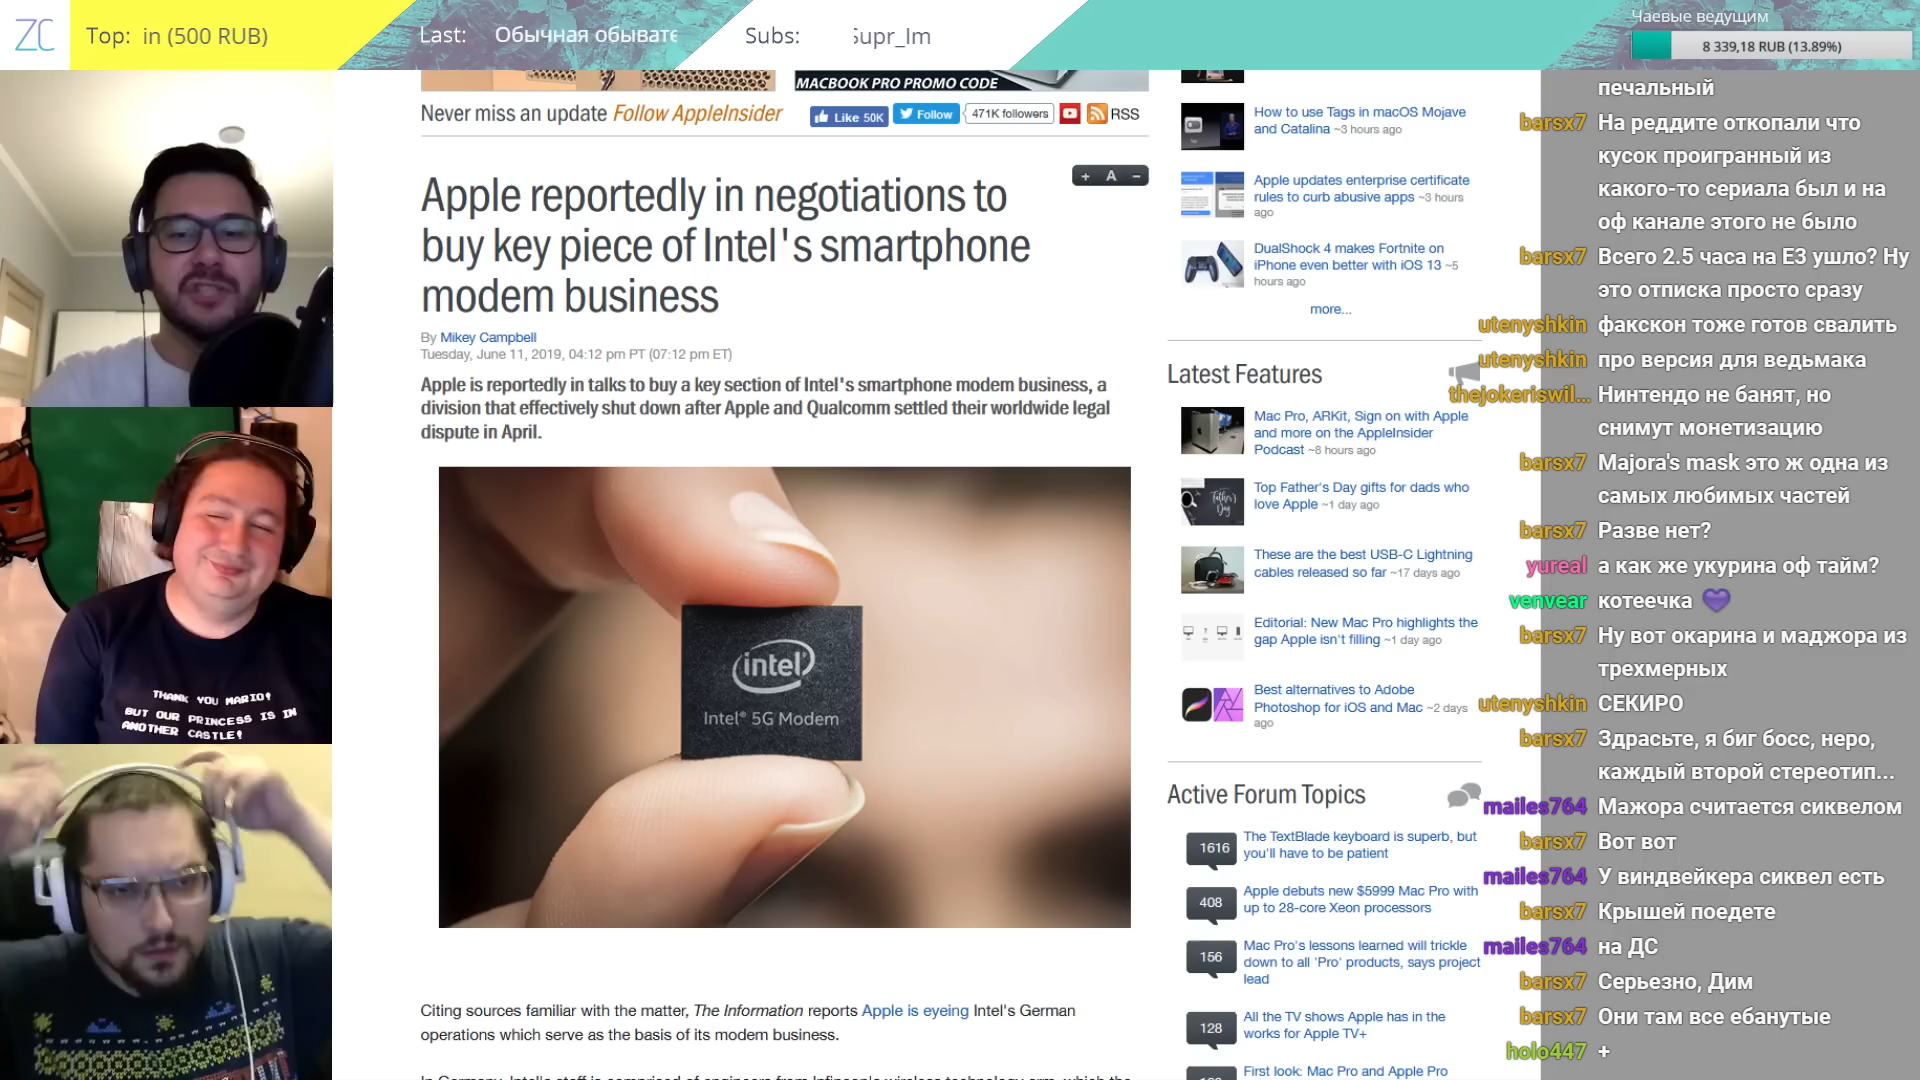 ZC
Top: in (500 RUB)
Last: Обычная обывате
Subs: Supr_Im
Чаевые ведущим
8 339,18 RUB (13.89%)
MACBOOK PRO PROMO CODE
Never miss an update Follow AppleInsider
Like 50K
Follow
471K followers
RSS
+ A −
Apple reportedly in negotiations to
buy key piece of Intel's smartphone
modem business
By Mikey Campbell
Tuesday, June 11, 2019, 04:12 pm PT (07:12 pm ET)
Apple is reportedly in talks to buy a key section of Intel's smartphone modem business, a
division that effectively shut down after Apple and Qualcomm settled their worldwide legal
dispute in April.
intel
Intel® 5G Modem
Citing sources familiar with the matter, The Information reports Apple is eyeing Intel's German
operations which serve as the basis of its modem business.
In Germany, Intel's staff is comprised of engineers from Infineon's wireless technology arm, which the
THANK YOU MARIO!
BUT OUR PRINCESS IS IN
ANOTHER CASTLE!
How to use Tags in macOS Mojave
and Catalina ~3 hours ago
Apple updates enterprise certificate
rules to curb abusive apps ~3 hours
ago
DualShock 4 makes Fortnite on
iPhone even better with iOS 13 ~5
hours ago
more...
Latest Features
Mac Pro, ARKit, Sign on with Apple
and more on the AppleInsider
Podcast ~8 hours ago
Top Father's Day gifts for dads who
love Apple ~1 day ago
Father's
Day
These are the best USB-C Lightning
cables released so far ~17 days ago
Editorial: New Mac Pro highlights the
gap Apple isn't filling ~1 day ago
Best alternatives to Adobe
Photoshop for iOS and Mac ~2 days
ago
Active Forum Topics
1616 The TextBlade keyboard is superb, but
you'll have to be patient
408 Apple debuts new $5999 Mac Pro with
up to 28-core Xeon processors
156 Mac Pro's lessons learned will trickle
down to all 'Pro' products, says project
lead
128 All the TV shows Apple has in the
works for Apple TV+
First look: Mac Pro and Apple Pro
печальный
barsx7 На реддите откопали что
кусок проигранный из
какого-то сериала был и на
оф канале этого не было
barsx7 Всего 2.5 часа на Е3 ушло? Ну
это отписка просто сразу
utenyshkin факскон тоже готов свалить
utenyshkin про версия для ведьмака
thejokeriswil... Нинтендо не банят, но
снимут монетизацию
barsx7 Majora's mask это ж одна из
самых любимых частей
barsx7 Разве нет?
yureal а как же укурина оф тайм?
venvear котеечка 💜
barsx7 Ну вот окарина и маджора из
трехмерных
utenyshkin СЕКИРО
barsx7 Здрасьте, я биг босс, неро,
каждый второй стереотип...
mailes764 Мажора считается сиквелом
barsx7 Вот вот
mailes764 У виндвейкера сиквел есть
barsx7 Крышей поедете
mailes764 на ДС
barsx7 Серьезно, Дим
barsx7 Они там все ебанутые
holo447 +